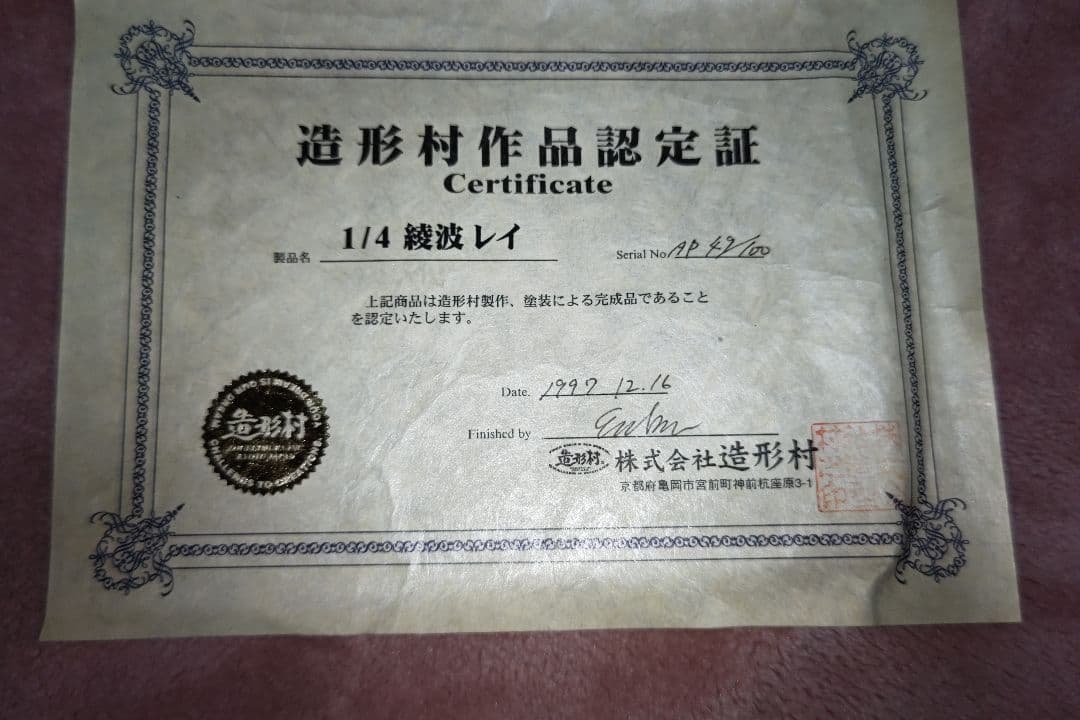 造形村作品認定証
Certificate
製品名 1/4 綾波レイ
Serial No. AP 49/100
上記商品は造形村製作、塗装による完成品であること
を認定いたします。
造形村
Date. 1997 12.16
Finished by
造形村 株式会社造形村
京都府亀岡市宮前町神前杭座原3-1